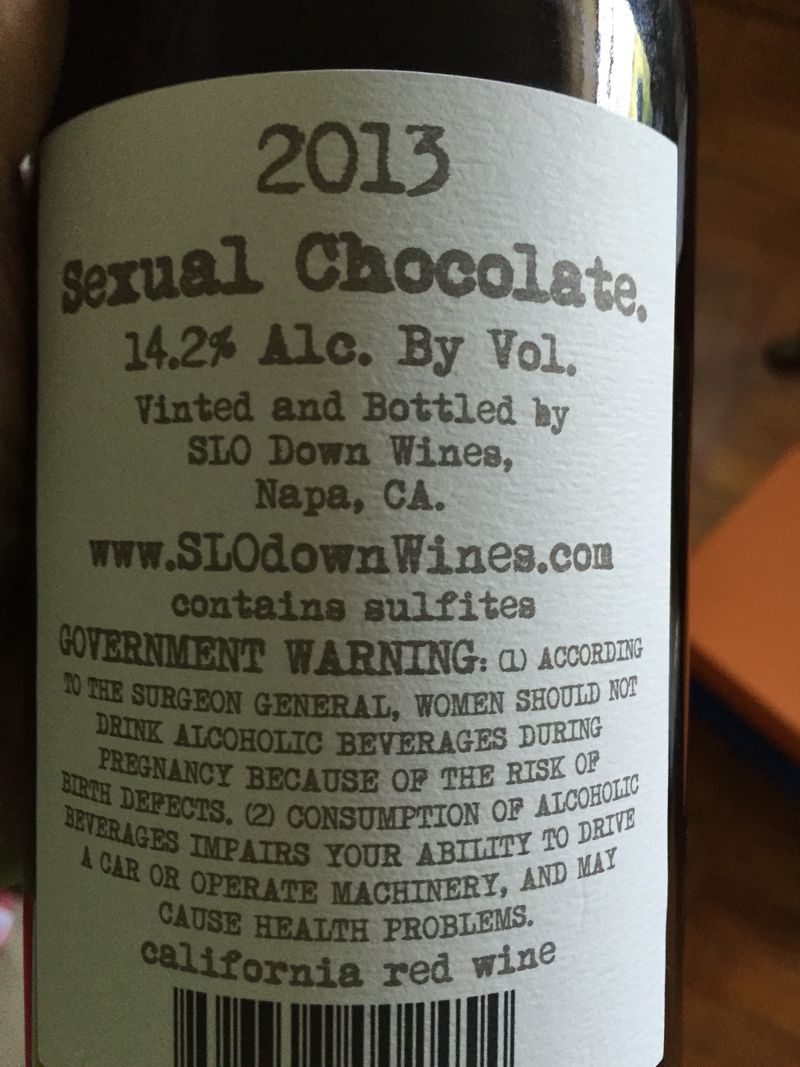 2013
Sexual Chocolate.
14.2% Alc. By Vol.
Vinted and Bottled by
SLO Down Wines,
Napa, CA.
www.SLOdownWines.com
contains sulfites
GOVERNMENT WARNING: (1) ACCORDING
TO THE SURGEON GENERAL, WOMEN SHOULD NOT
DRINK ALCOHOLIC BEVERAGES DURING
PREGNANCY BECAUSE OF THE RISK OF
BIRTH DEFECTS. (2) CONSUMPTION OF ALCOHOLIC
BEVERAGES IMPAIRS YOUR ABILITY TO DRIVE
A CAR OR OPERATE MACHINERY, AND MAY
CAUSE HEALTH PROBLEMS.
california red wine